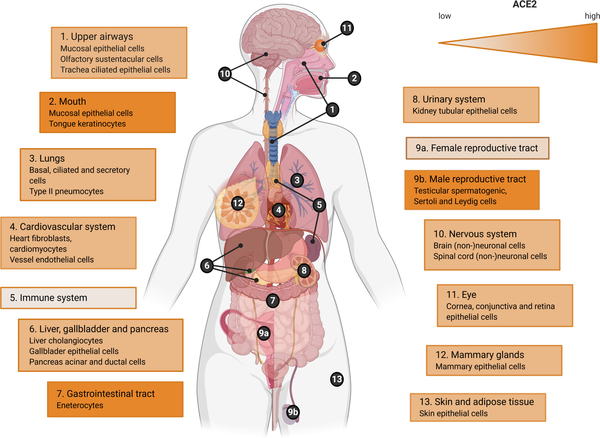 ACE2
low
high
1. Upper airways
Mucosal epithelial cells
Olfactory sustentacular cells
Trachea ciliated epithelial cells
2. Mouth
Mucosal epithelial cells
Tongue keratinocytes
3. Lungs
Basal, ciliated and secretory
cells
Type II pneumocytes
4. Cardiovascular system
Heart fibroblasts,
cardiomyocytes
Vessel endothelial cells
5. Immune system
6. Liver, gallbladder and pancreas
Liver cholangiocytes
Gallbladder epithelial cells
Pancreas acinar and ductal cells
7. Gastrointestinal tract
Eneterocytes
11
2
10
1
3
12
4
5
6
8
7
9a
13
9b
8. Urinary system
Kidney tubular epithelial cells
9a. Female reproductive tract
9b. Male reproductive tract
Testicular spermatogenic,
Sertoli and Leydig cells
10. Nervous system
Brain (non-)neuronal cells
Spinal cord (non-)neuronal cells
11. Eye
Cornea, conjunctiva and retina
epithelial cells
12. Mammary glands
Mammary epithelial cells
13. Skin and adipose tissue
Skin epithelial cells